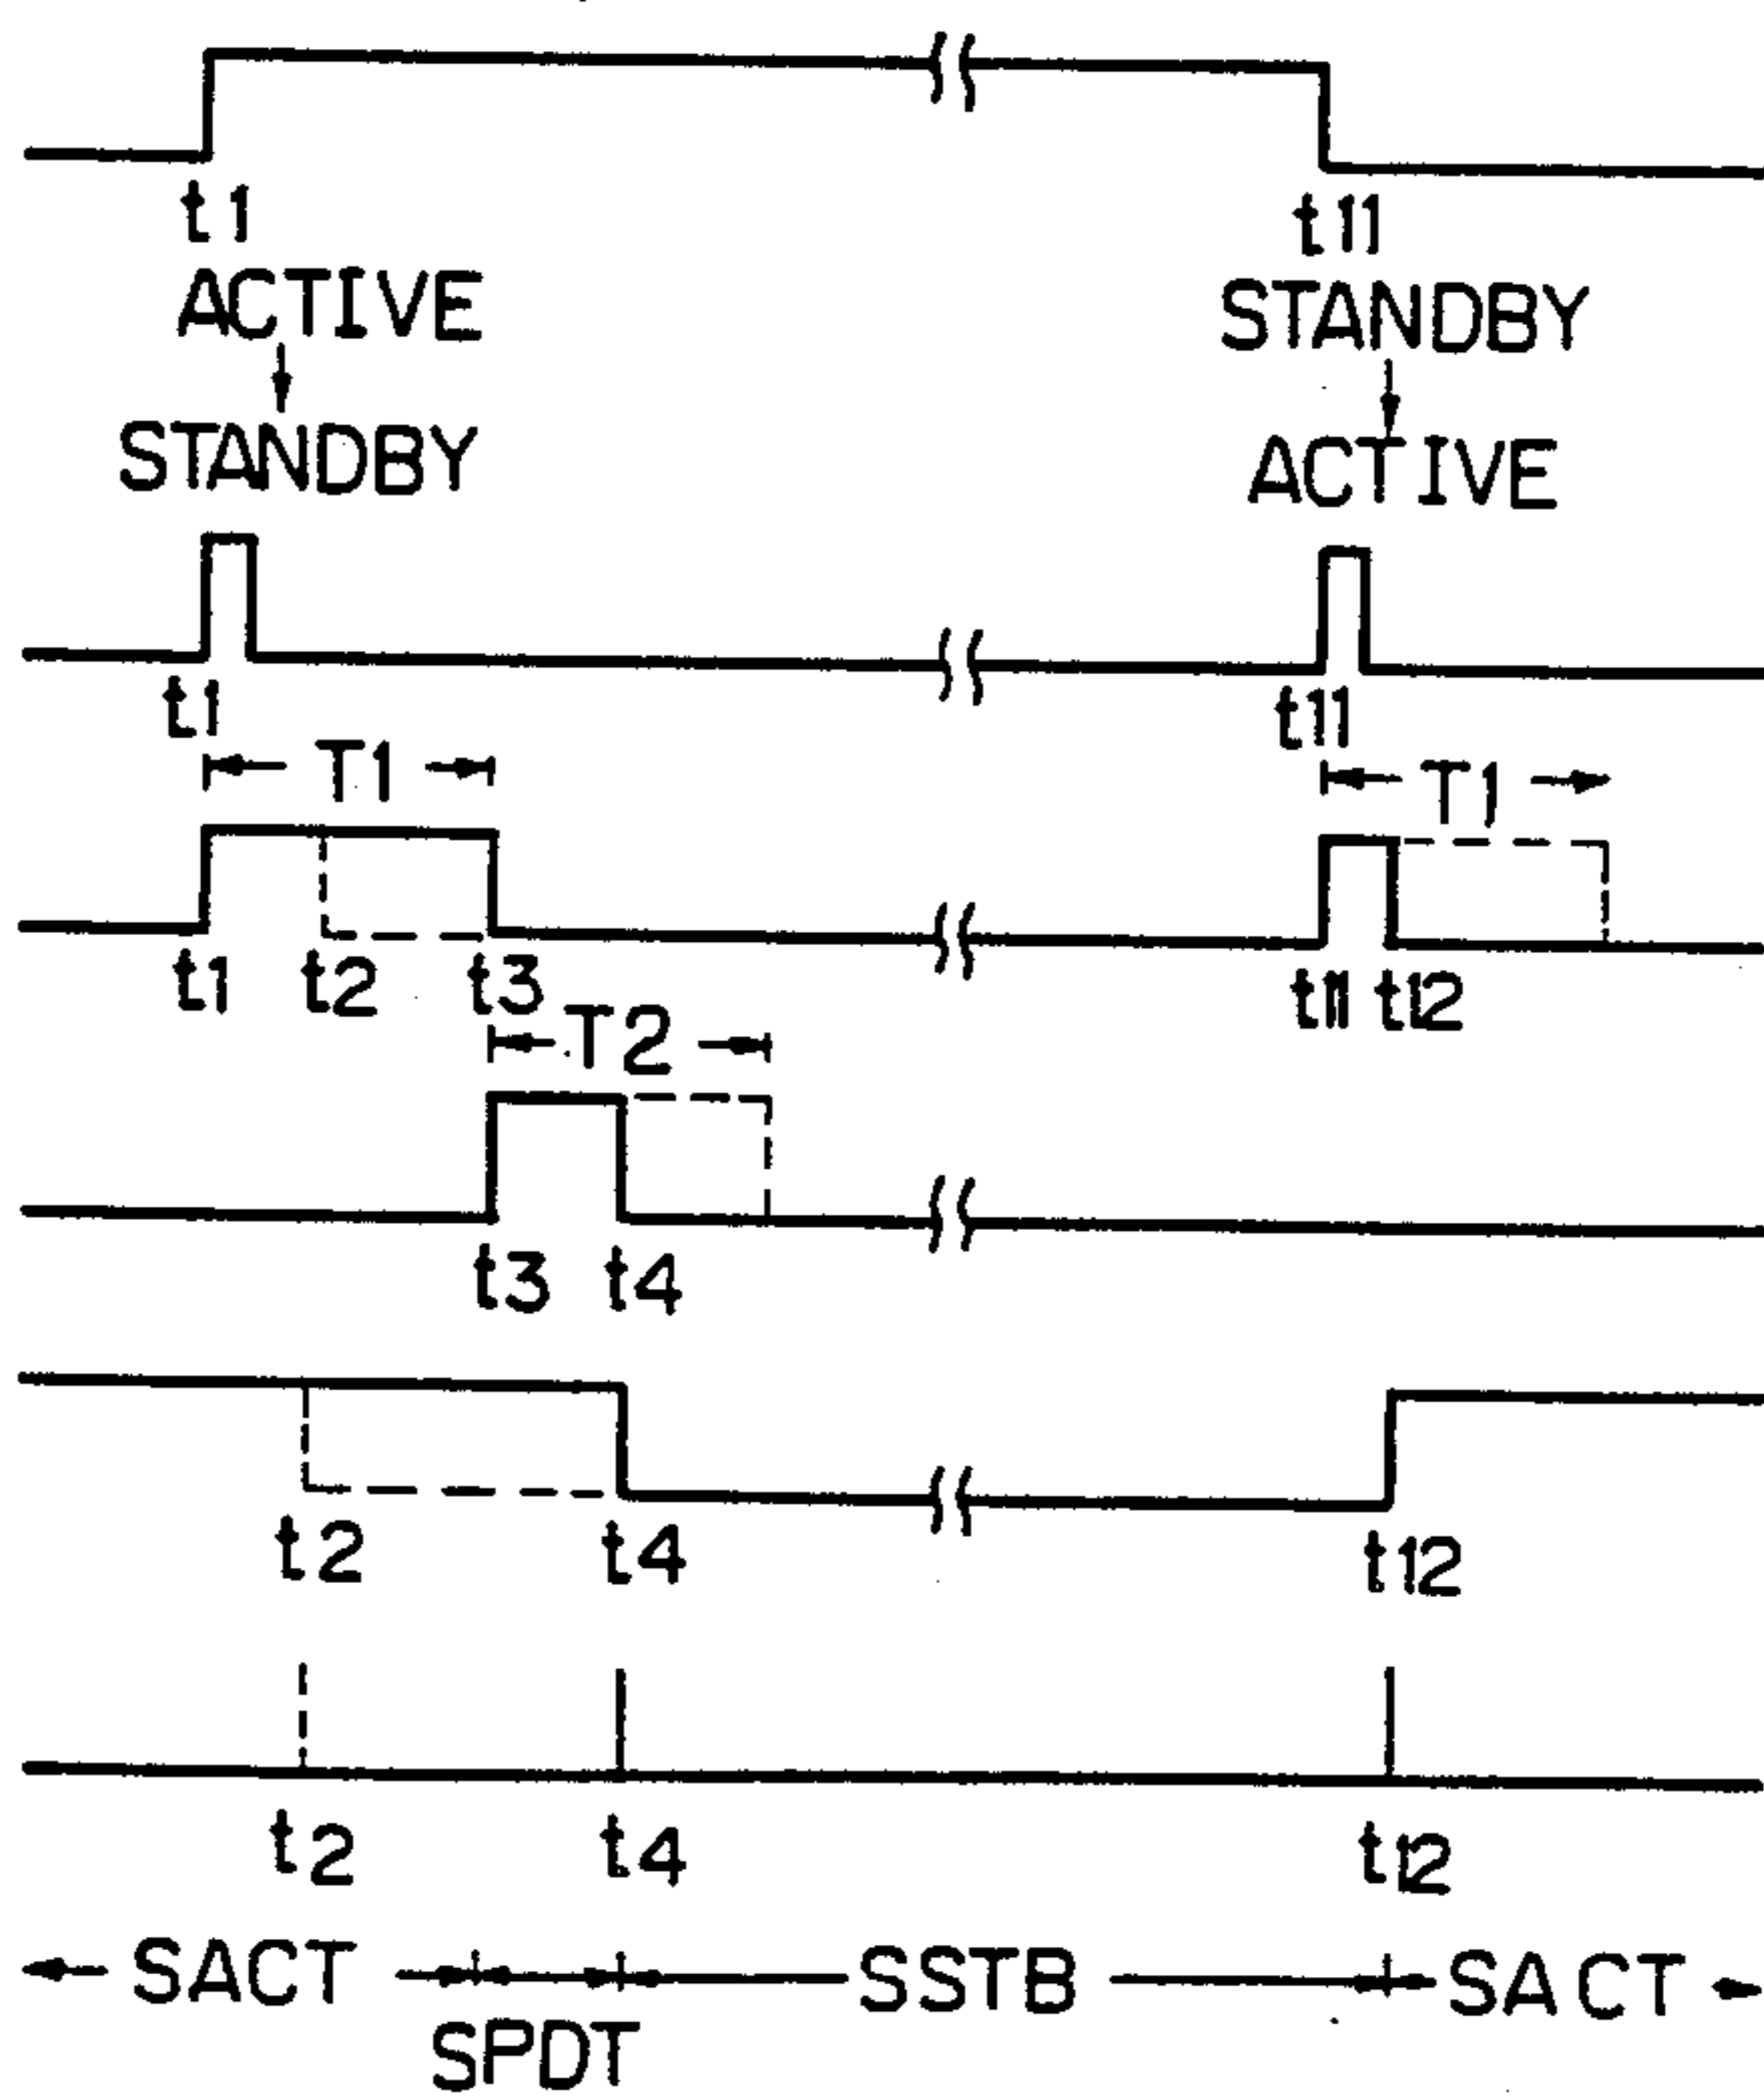 t1 t11
ACTIVE STANDBY
STANDBY ACTIVE
t1 t11
T1 T1
t1 t2 t3 t11 t12
T2
t3 t4
t2 t4 t12
t2 t4 t12
SACT SSTB SACT
SPDT